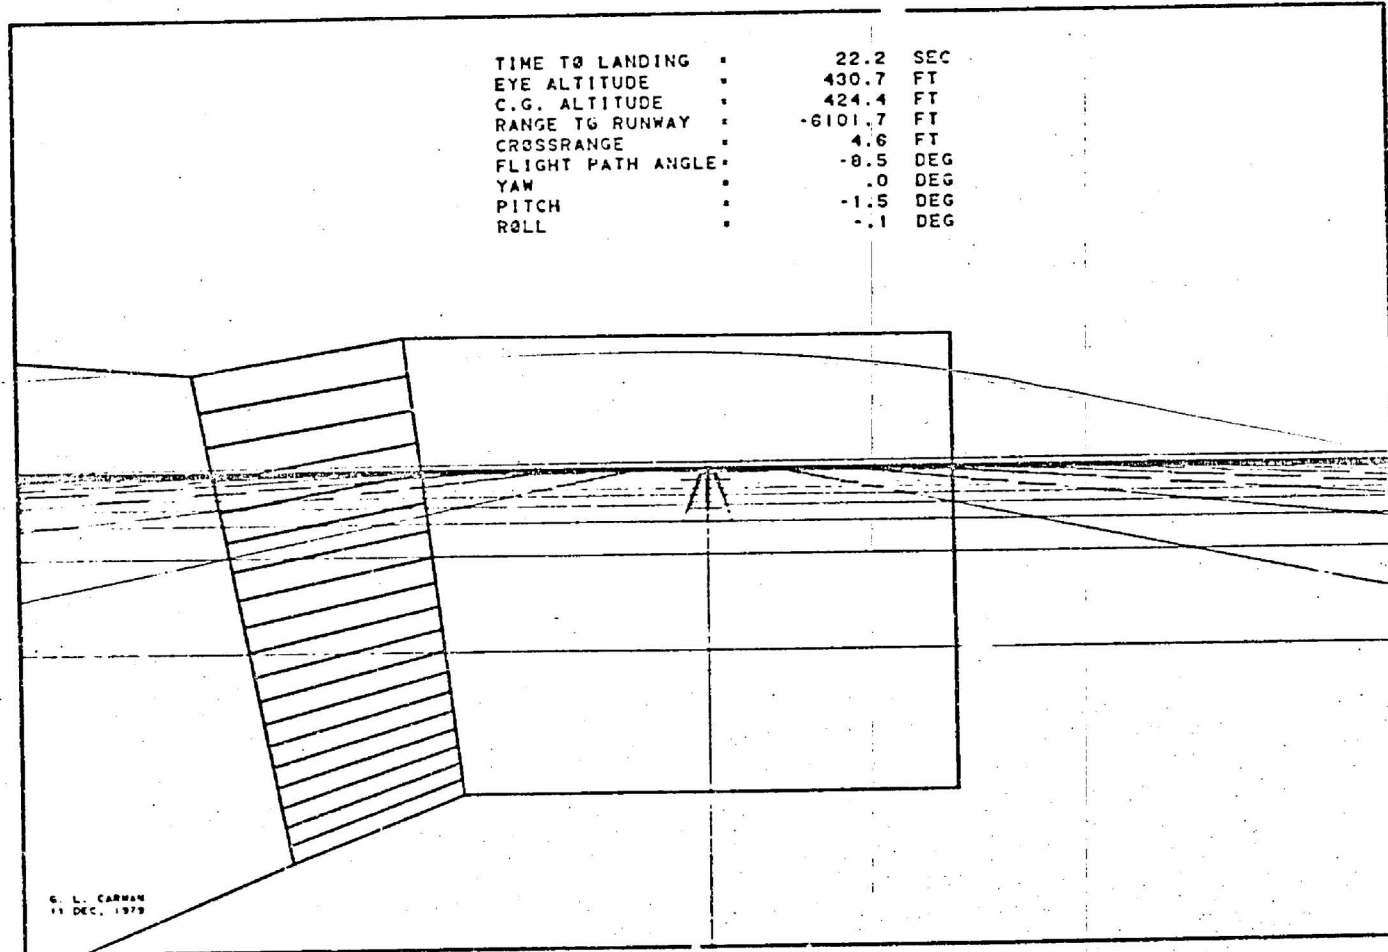 TIME TØ LANDING = 22.2 SEC
EYE ALTITUDE = 430.7 FT
C.G. ALTITUDE = 424.4 FT
RANGE TØ RUNWAY = -6101.7 FT
CRØSSRANGE = 4.6 FT
FLIGHT PATH ANGLE= -8.5 DEG
YAW = .0 DEG
PITCH = -1.5 DEG
RØLL = -.1 DEG
G. L. CARMAN
11 DEC, 1979